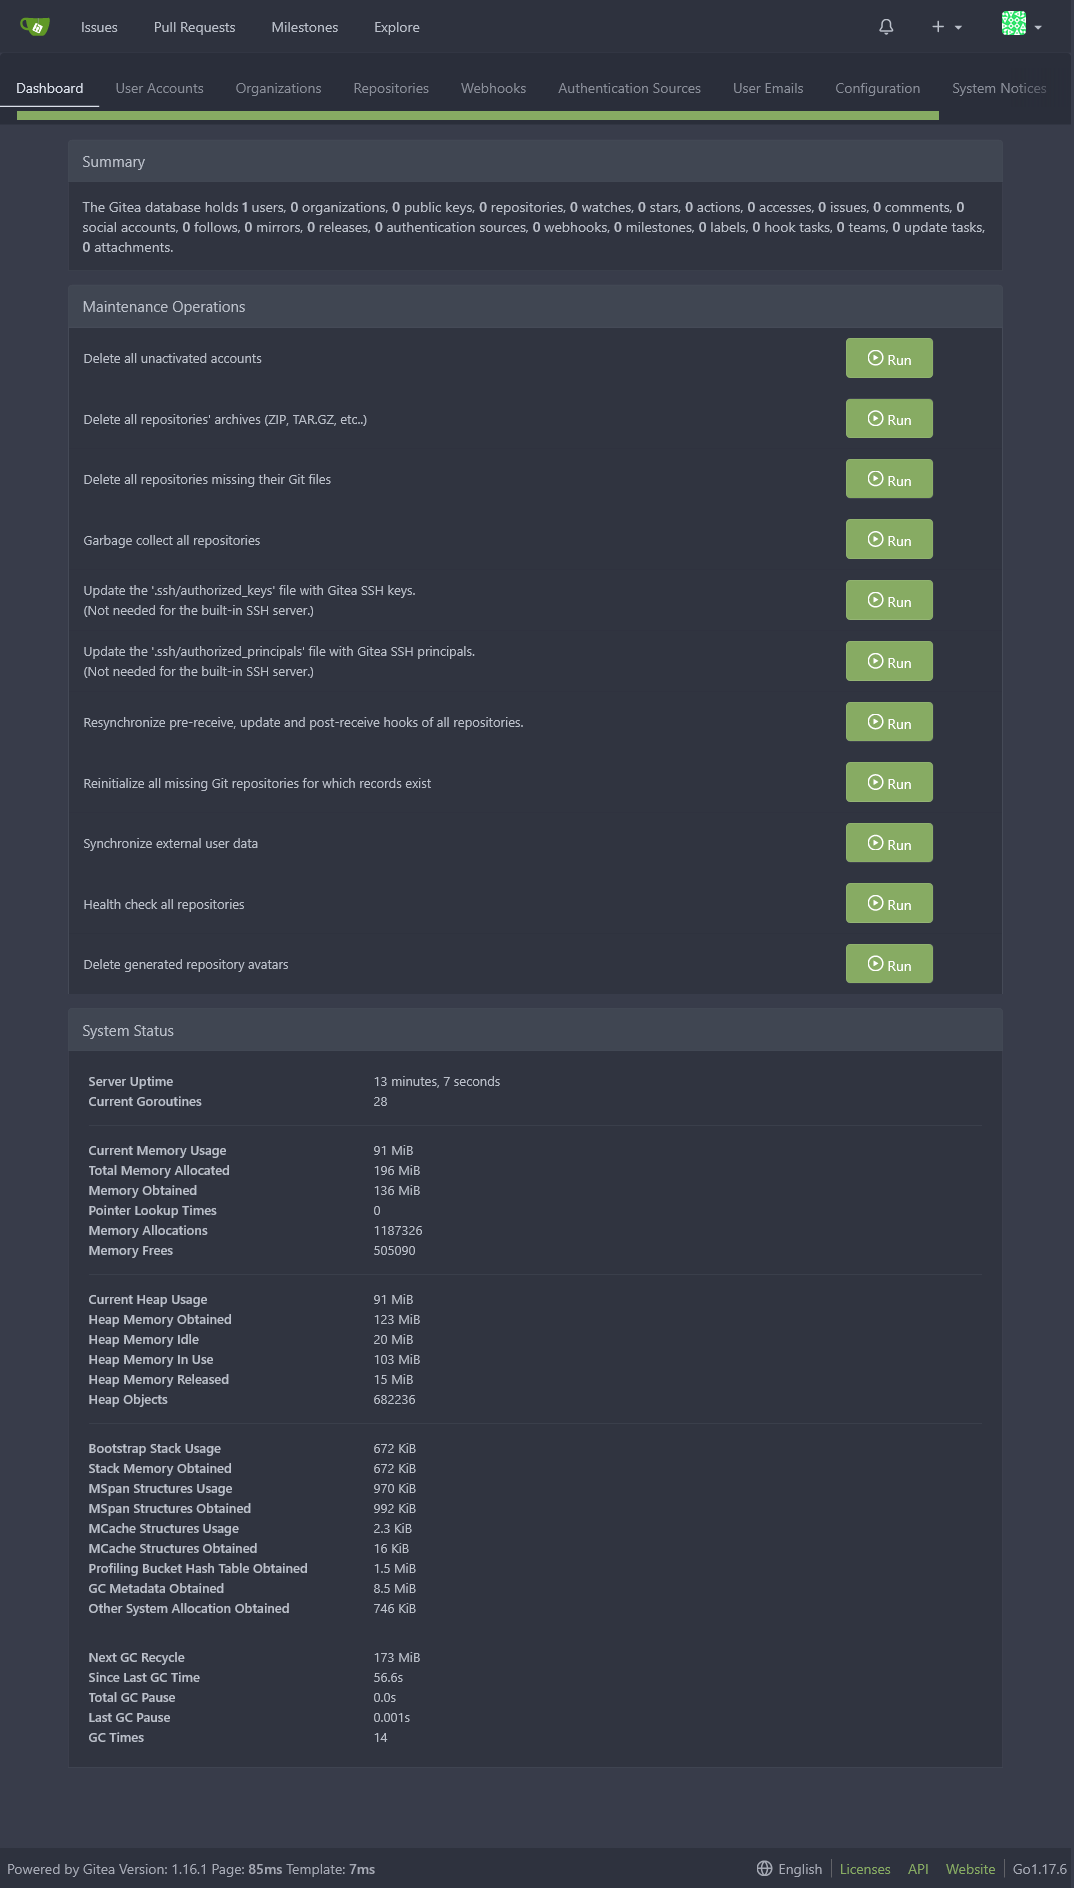 Issues Pull Requests Milestones Explore
Dashboard User Accounts Organizations Repositories Webhooks Authentication Sources User Emails Configuration System Notices
Summary
The Gitea database holds 1 users, 0 organizations, 0 public keys, 0 repositories, 0 watches, 0 stars, 0 actions, 0 accesses, 0 issues, 0 comments, 0
social accounts, 0 follows, 0 mirrors, 0 releases, 0 authentication sources, 0 webhooks, 0 milestones, 0 labels, 0 hook tasks, 0 teams, 0 update tasks,
0 attachments.
Maintenance Operations
Delete all unactivated accounts Run
Delete all repositories' archives (ZIP, TAR.GZ, etc..) Run
Delete all repositories missing their Git files Run
Garbage collect all repositories Run
Update the '.ssh/authorized_keys' file with Gitea SSH keys.
(Not needed for the built-in SSH server.) Run
Update the '.ssh/authorized_principals' file with Gitea SSH principals.
(Not needed for the built-in SSH server.) Run
Resynchronize pre-receive, update and post-receive hooks of all repositories. Run
Reinitialize all missing Git repositories for which records exist Run
Synchronize external user data Run
Health check all repositories Run
Delete generated repository avatars Run
System Status
Server Uptime 13 minutes, 7 seconds
Current Goroutines 28
Current Memory Usage 91 MiB
Total Memory Allocated 196 MiB
Memory Obtained 136 MiB
Pointer Lookup Times 0
Memory Allocations 1187326
Memory Frees 505090
Current Heap Usage 91 MiB
Heap Memory Obtained 123 MiB
Heap Memory Idle 20 MiB
Heap Memory In Use 103 MiB
Heap Memory Released 15 MiB
Heap Objects 682236
Bootstrap Stack Usage 672 KiB
Stack Memory Obtained 672 KiB
MSpan Structures Usage 970 KiB
MSpan Structures Obtained 992 KiB
MCache Structures Usage 2.3 KiB
MCache Structures Obtained 16 KiB
Profiling Bucket Hash Table Obtained 1.5 MiB
GC Metadata Obtained 8.5 MiB
Other System Allocation Obtained 746 KiB
Next GC Recycle 173 MiB
Since Last GC Time 56.6s
Total GC Pause 0.0s
Last GC Pause 0.001s
GC Times 14
Powered by Gitea Version: 1.16.1 Page: 85ms Template: 7ms English Licenses API Website Go1.17.6